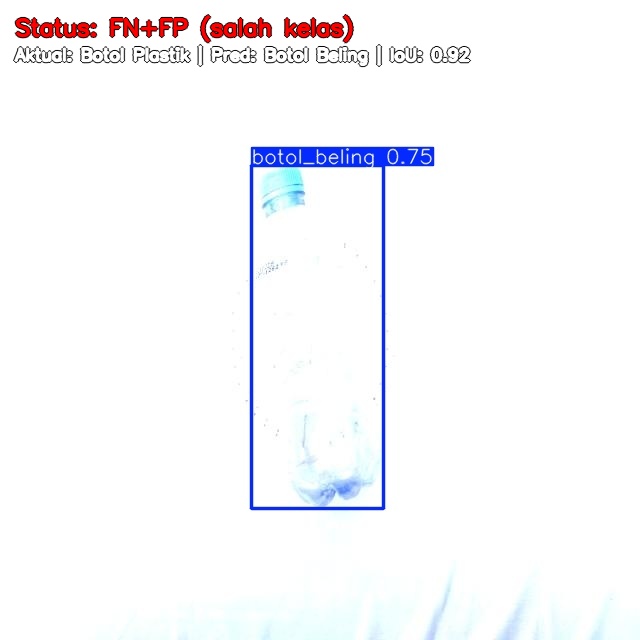 Status: FN+FP (salah kelas)
Aktual: Botol Plastik | Pred: Botol Beling | IoU: 0.92
botol_beling 0.75